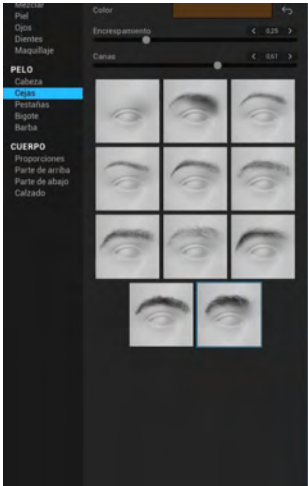 Mezclar
Piel
Ojos
Dientes
Maquillaje
PELO
Cabeza
Cejas
Pestañas
Bigote
Barba
CUERPO
Proporciones
Parte de arriba
Parte de abajo
Calzado
Color
Encrespamiento < 0,25 >
Canas < 0,61 >